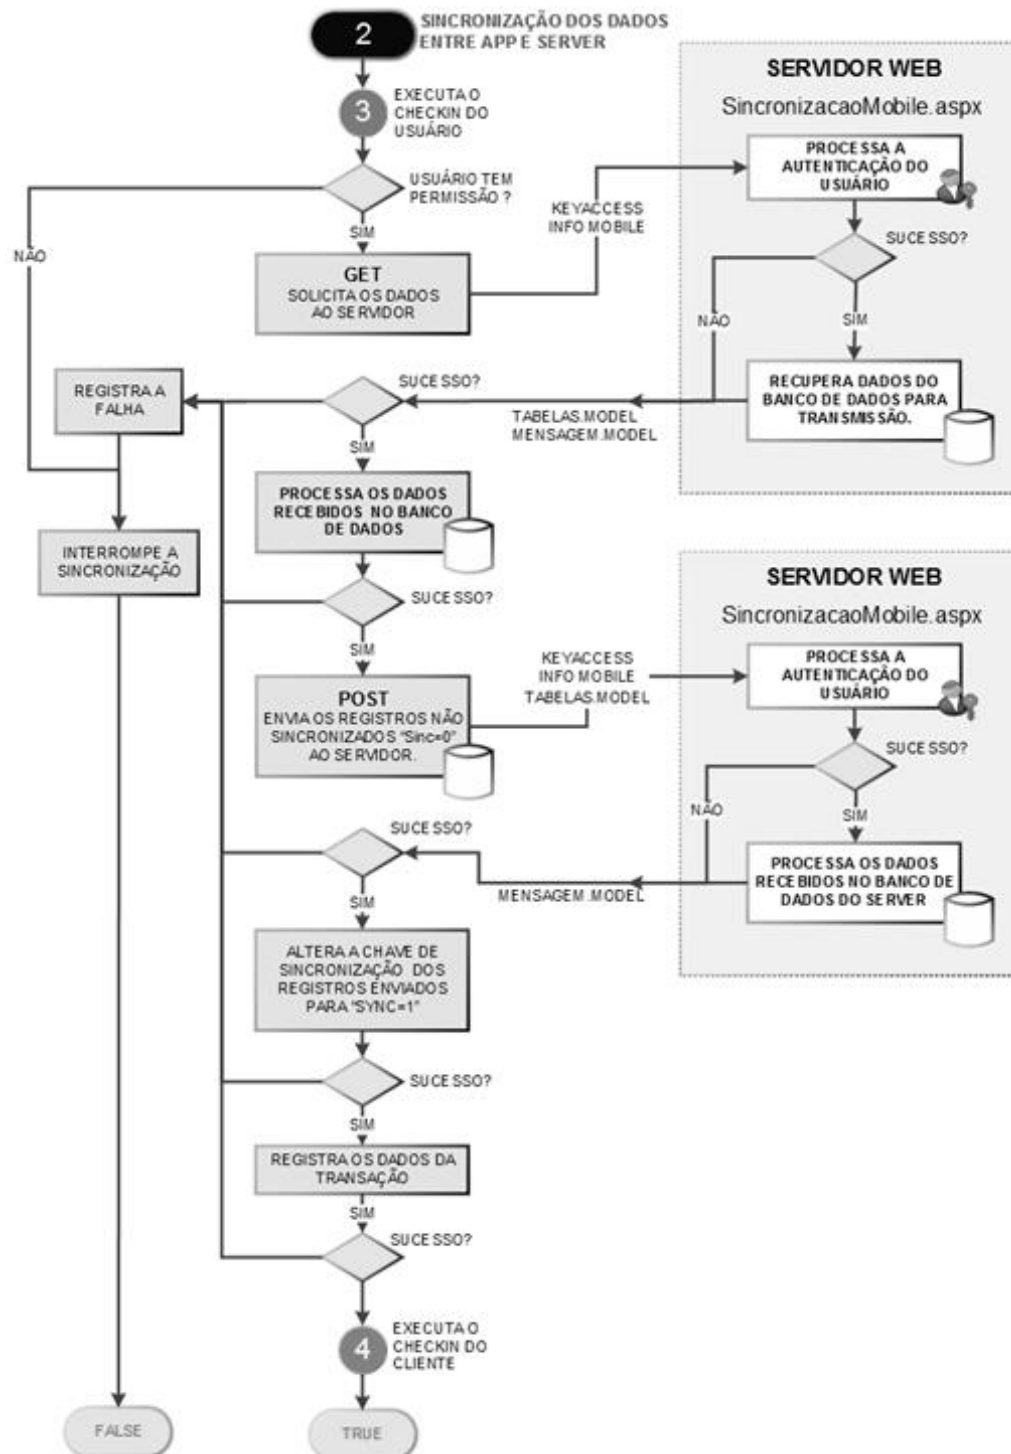 2
SINCRONIZAÇÃO DOS DADOS
ENTRE APP E SERVER
3
EXECUTA O
CHECKIN DO
USUÁRIO
USUÁRIO TEM
PERMISSÃO ?
NÃO
SIM
GET
SOLICITA OS DADOS
AO SERVIDOR
KEYACCESS
INFO MOBILE
SERVIDOR WEB
SincronizacaoMobile.aspx
PROCESSA A
AUTENTICAÇÃO DO
USUÁRIO
SUCESSO?
NÃO
SIM
RECUPERA DADOS DO
BANCO DE DADOS PARA
TRANSMISSÃO.
TABELAS.MODEL
MENSAGEM.MODEL
SUCESSO?
REGISTRA A
FALHA
SIM
PROCESSA OS DADOS
RECEBIDOS NO BANCO
DE DADOS
INTERROMPE A
SINCRONIZAÇÃO
SUCESSO?
SIM
POST
ENVIA OS REGISTROS NÃO
SINCRONIZADOS "Sinc=0"
AO SERVIDOR.
KEYACCESS
INFO MOBILE
TABELAS.MODEL
SERVIDOR WEB
SincronizacaoMobile.aspx
PROCESSA A
AUTENTICAÇÃO DO
USUÁRIO
SUCESSO?
NÃO
SIM
PROCESSA OS DADOS
RECEBIDOS NO BANCO DE
DADOS DO SERVER
MENSAGEM.MODEL
SUCESSO?
SIM
ALTERA A CHAVE DE
SINCRONIZAÇÃO DOS
REGISTROS ENVIADOS
PARA "SYNC=1"
SUCESSO?
SIM
REGISTRA OS DADOS DA
TRANSAÇÃO
SIM
SUCESSO?
4
EXECUTA O
CHECKIN DO
CLIENTE
FALSE
TRUE